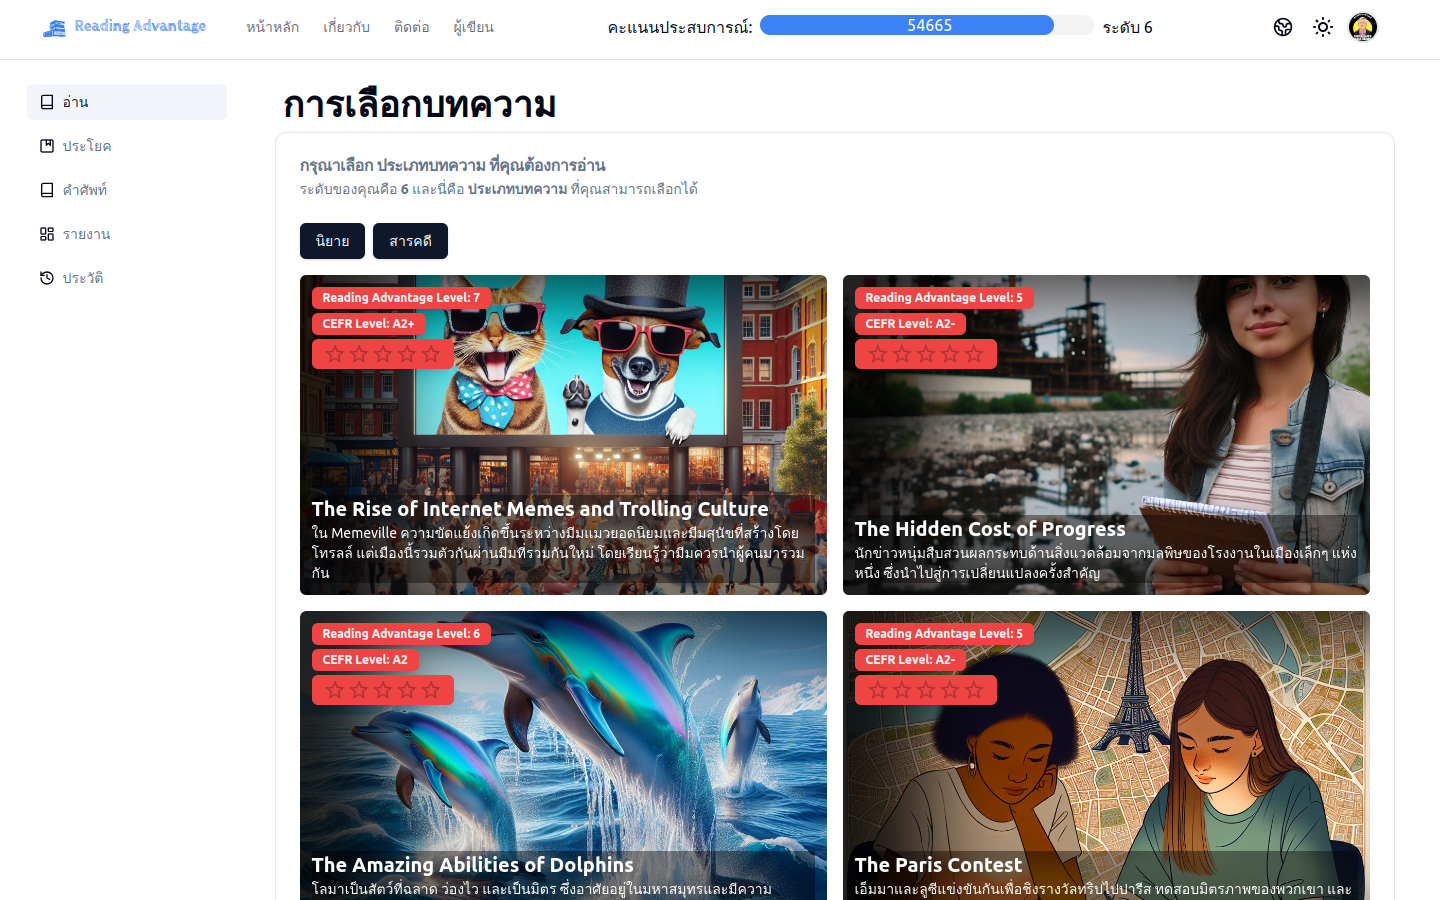 Reading Advantage
หน้าหลัก
เกี่ยวกับ
ติดต่อ
ผู้เขียน
คะแนนประสบการณ์:
54665
ระดับ 6
อ่าน
ประโยค
คำศัพท์
รายงาน
ประวัติ
การเลือกบทความ
กรุณาเลือก ประเภทบทความ ที่คุณต้องการอ่าน
ระดับของคุณคือ 6 และนี่คือ ประเภทบทความ ที่คุณสามารถเลือกได้
นิยาย
สารคดี
Reading Advantage Level: 7
CEFR Level: A2+
The Rise of Internet Memes and Trolling Culture
ใน Memeville ความขัดแย้งเกิดขึ้นระหว่างมีมแมวยอดนิยมและมีมสุนัขที่สร้างโดย
โทรลล์ แต่เมืองนี้รวมตัวกันผ่านมีมที่ร่วมกันใหม่ โดยเรียนรู้ว่ามีมควรนำผู้คนมารวม
กัน
Reading Advantage Level: 5
CEFR Level: A2-
The Hidden Cost of Progress
นักข่าวหนุ่มสืบสวนผลกระทบด้านสิ่งแวดล้อมจากมลพิษของโรงงานในเมืองเล็กๆ แห่ง
หนึ่ง ซึ่งนำไปสู่การเปลี่ยนแปลงครั้งสำคัญ
Reading Advantage Level: 6
CEFR Level: A2
The Amazing Abilities of Dolphins
โลมาเป็นสัตว์ที่ฉลาด ว่องไว และเป็นมิตร ซึ่งอาศัยอยู่ในมหาสมุทรและมีความ
Reading Advantage Level: 5
CEFR Level: A2-
The Paris Contest
เอ็มมาและลูซีแข่งขันกันเพื่อชิงรางวัลทริปไปปารีส ทดสอบมิตรภาพของพวกเขา และ